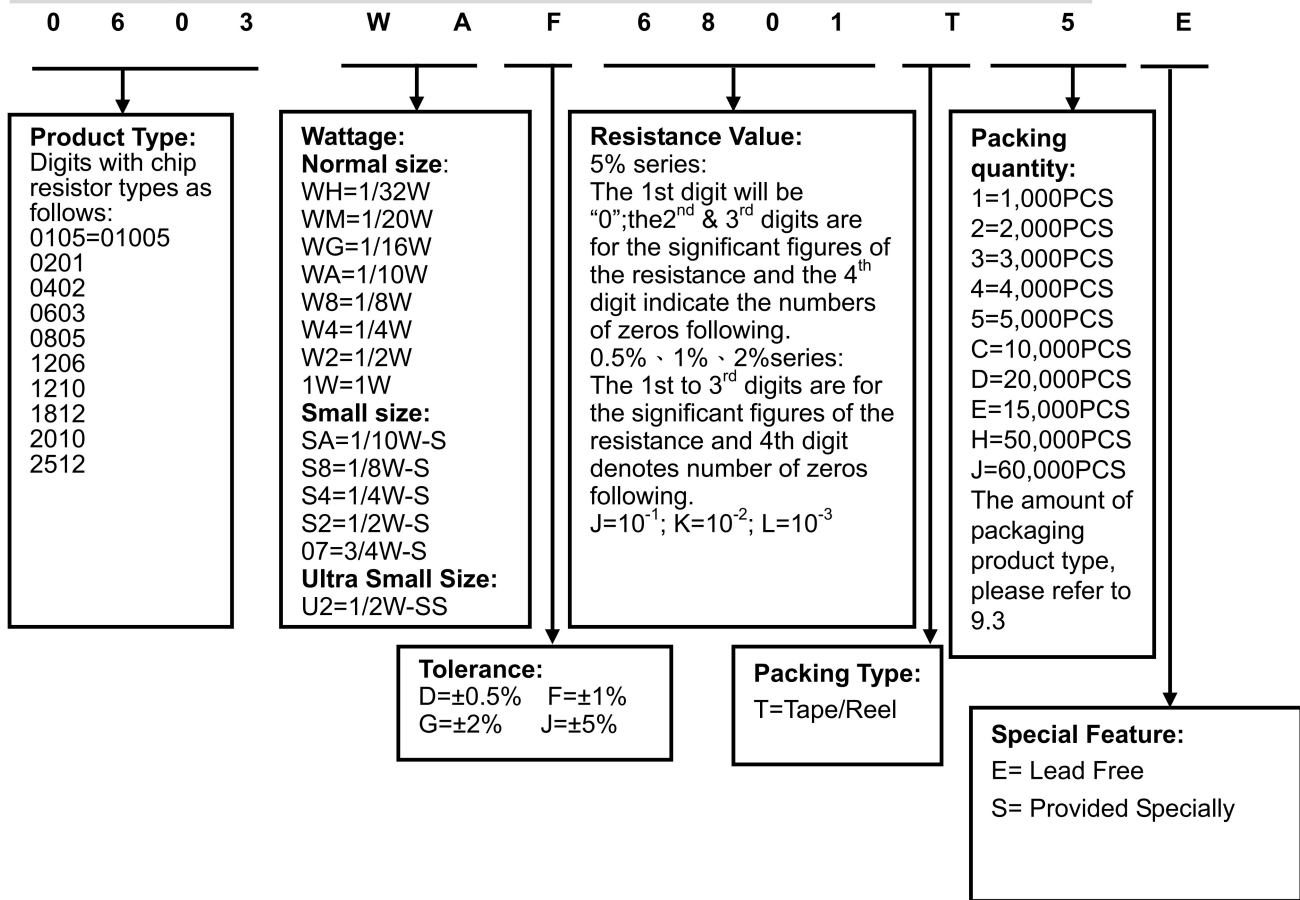 0 6 0 3 W A F 6 8 0 1 T 5 E
Product Type:
Digits with chip
resistor types as
follows:
0105=01005
0201
0402
0603
0805
1206
1210
1812
2010
2512
Wattage:
Normal size:
WH=1/32W
WM=1/20W
WG=1/16W
WA=1/10W
W8=1/8W
W4=1/4W
W2=1/2W
1W=1W
Small size:
SA=1/10W-S
S8=1/8W-S
S4=1/4W-S
S2=1/2W-S
07=3/4W-S
Ultra Small Size:
U2=1/2W-SS
Resistance Value:
5% series:
The 1st digit will be
“0”;the2nd & 3rd digits are
for the significant figures of
the resistance and the 4th
digit indicate the numbers
of zeros following.
0.5%、1%、2%series:
The 1st to 3rd digits are for
the significant figures of the
resistance and 4th digit
denotes number of zeros
following.
J=10-1; K=10-2; L=10-3
Packing
quantity:
1=1,000PCS
2=2,000PCS
3=3,000PCS
4=4,000PCS
5=5,000PCS
C=10,000PCS
D=20,000PCS
E=15,000PCS
H=50,000PCS
J=60,000PCS
The amount of
packaging
product type,
please refer to
9.3
Tolerance:
D=±0.5% F=±1%
G=±2% J=±5%
Packing Type:
T=Tape/Reel
Special Feature:
E= Lead Free
S= Provided Specially